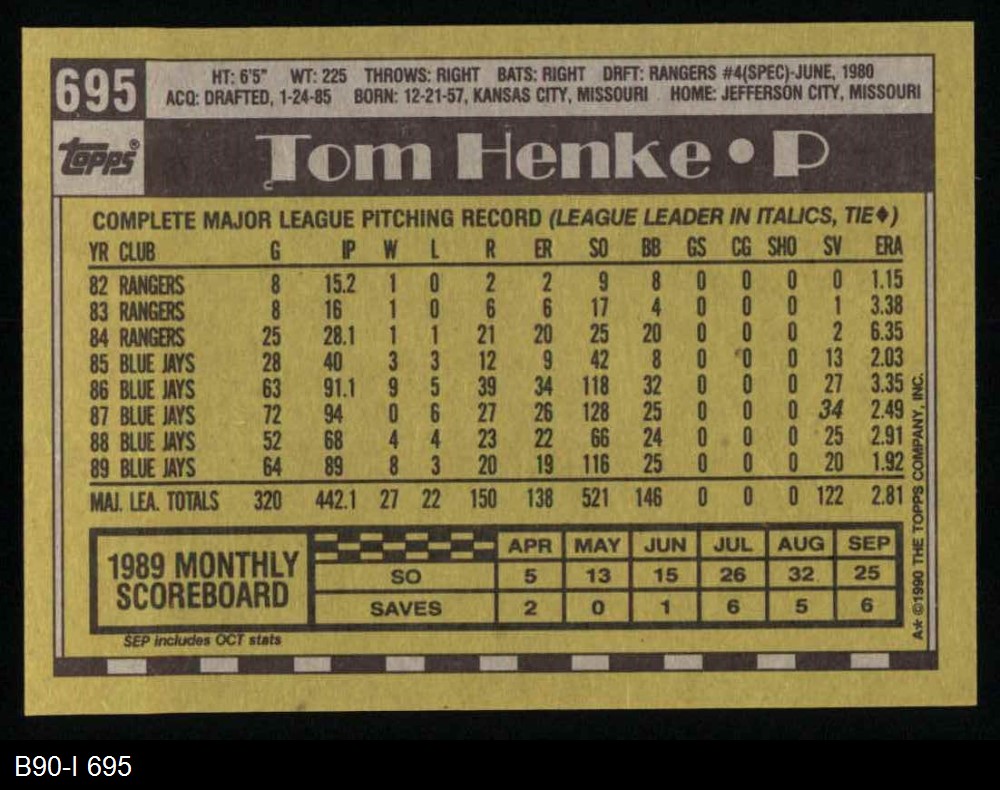 695
HT: 6'5" WT: 225 THROWS: RIGHT BATS: RIGHT DRFT: RANGERS #4(SPEC)-JUNE, 1980
ACQ: DRAFTED, 1-24-85 BORN: 12-21-57, KANSAS CITY, MISSOURI HOME: JEFFERSON CITY, MISSOURI
topps®
Tom Henke • P
COMPLETE MAJOR LEAGUE PITCHING RECORD (LEAGUE LEADER IN ITALICS, TIE♦)
YR CLUB G IP W L R ER SO BB GS CG SHO SV ERA
82 RANGERS 8 15.2 1 0 2 2 9 8 0 0 0 0 1.15
83 RANGERS 8 16 1 0 6 6 17 4 0 0 0 1 3.38
84 RANGERS 25 28.1 1 1 21 20 25 20 0 0 0 2 6.35
85 BLUE JAYS 28 40 3 3 12 9 42 8 0 0 0 13 2.03
86 BLUE JAYS 63 91.1 9 5 39 34 118 32 0 0 0 27 3.35
87 BLUE JAYS 72 94 0 6 27 26 128 25 0 0 0 34 2.49
88 BLUE JAYS 52 68 4 4 23 22 66 24 0 0 0 25 2.91
89 BLUE JAYS 64 89 8 3 20 19 116 25 0 0 0 20 1.92
MAJ. LEA. TOTALS 320 442.1 27 22 150 138 521 146 0 0 0 122 2.81
1989 MONTHLY
SCOREBOARD
APR MAY JUN JUL AUG SEP
SO 5 13 15 26 32 25
SAVES 2 0 1 6 5 6
SEP includes OCT stats
A* ©1990 THE TOPPS COMPANY, INC.
B90-I 695